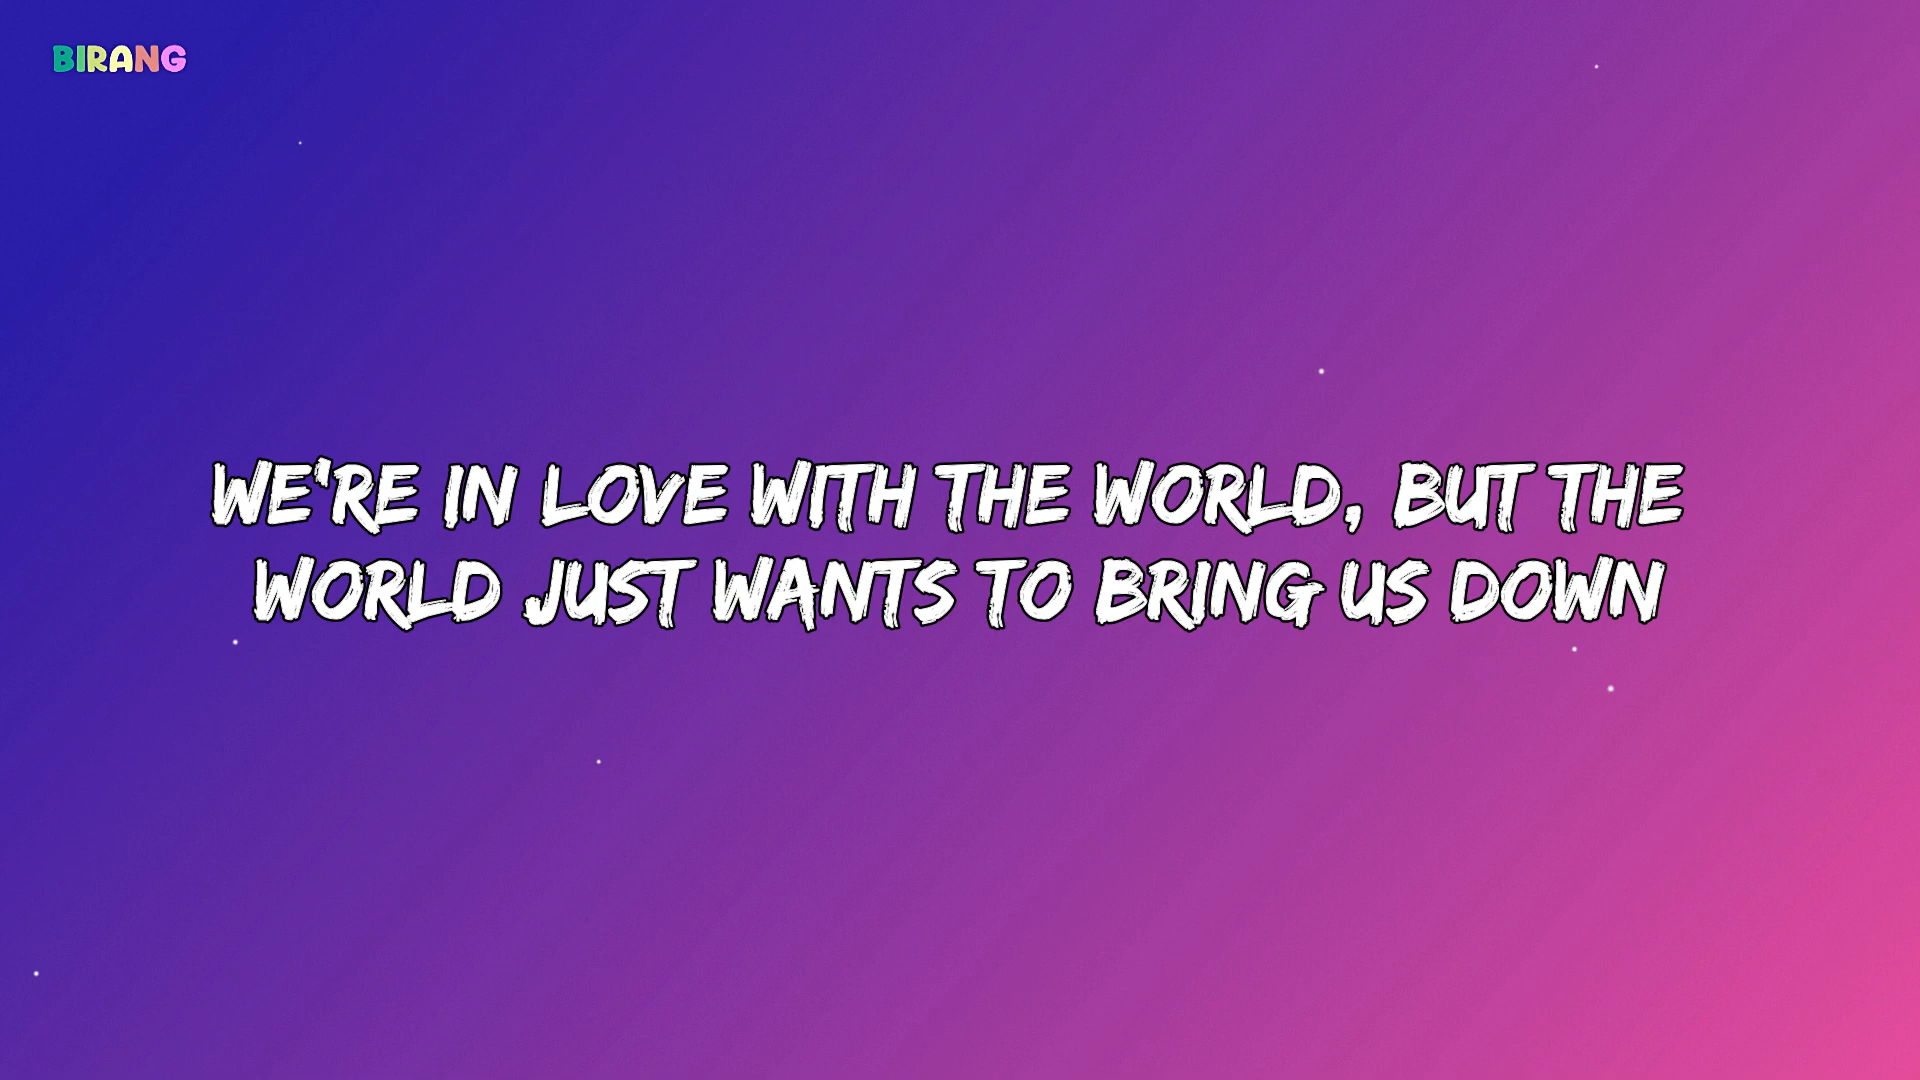 BIRANG
WE'RE IN LOVE WITH THE WORLD, BUT THE
WORLD JUST WANTS TO BRING US DOWN